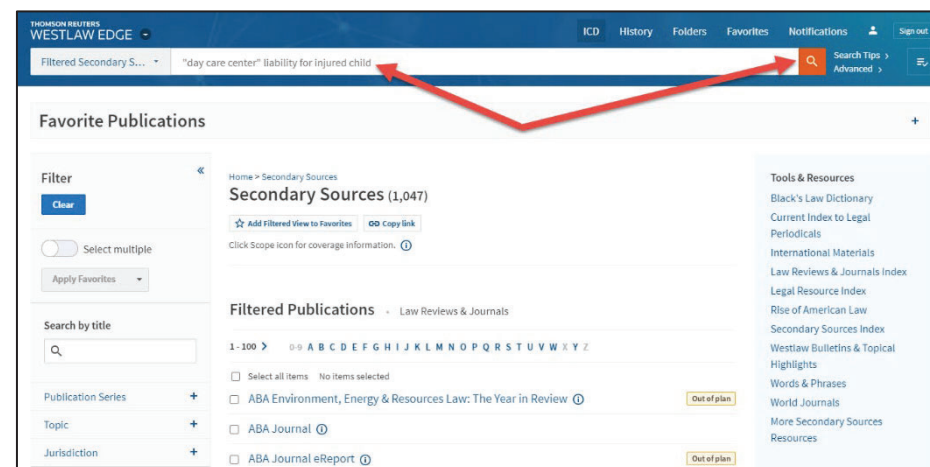 THOMSON REUTERS
WESTLAW EDGE
ICD History Folders Favorites Notifications Sign out
Filtered Secondary S... "day care center" liability for injured child Search Tips >
Advanced >
Favorite Publications +
Filter «
Clear
Select multiple
Apply Favorites
Search by title
Publication Series +
Topic +
Jurisdiction +
Home > Secondary Sources
Secondary Sources (1,047)
Add Filtered View to Favorites Copy link
Click Scope icon for coverage information.
Filtered Publications - Law Reviews & Journals
1 - 100 > 0-9 A B C D E F G H I J K L M N O P Q R S T U V W X Y Z
Select all items No items selected
ABA Environment, Energy & Resources Law: The Year in Review Out of plan
ABA Journal
ABA Journal eReport Out of plan
Tools & Resources
Black's Law Dictionary
Current Index to Legal
Periodicals
International Materials
Law Reviews & Journals Index
Legal Resource Index
Rise of American Law
Secondary Sources Index
Westlaw Bulletins & Topical
Highlights
Words & Phrases
World Journals
More Secondary Sources
Resources